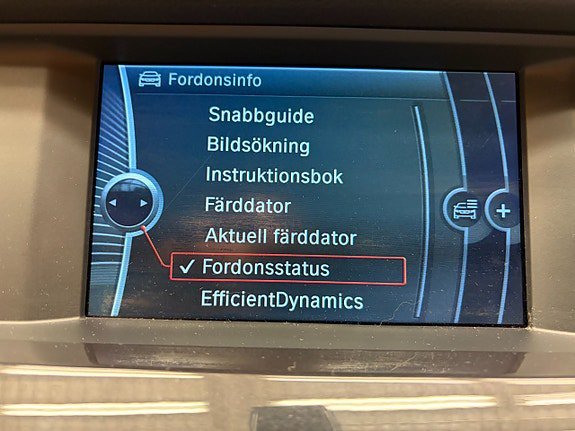 Fordonsinfo
Snabbguide
Bildsökning
Instruktionsbok
Färddator
Aktuell färddator
✓ Fordonsstatus
EfficientDynamics